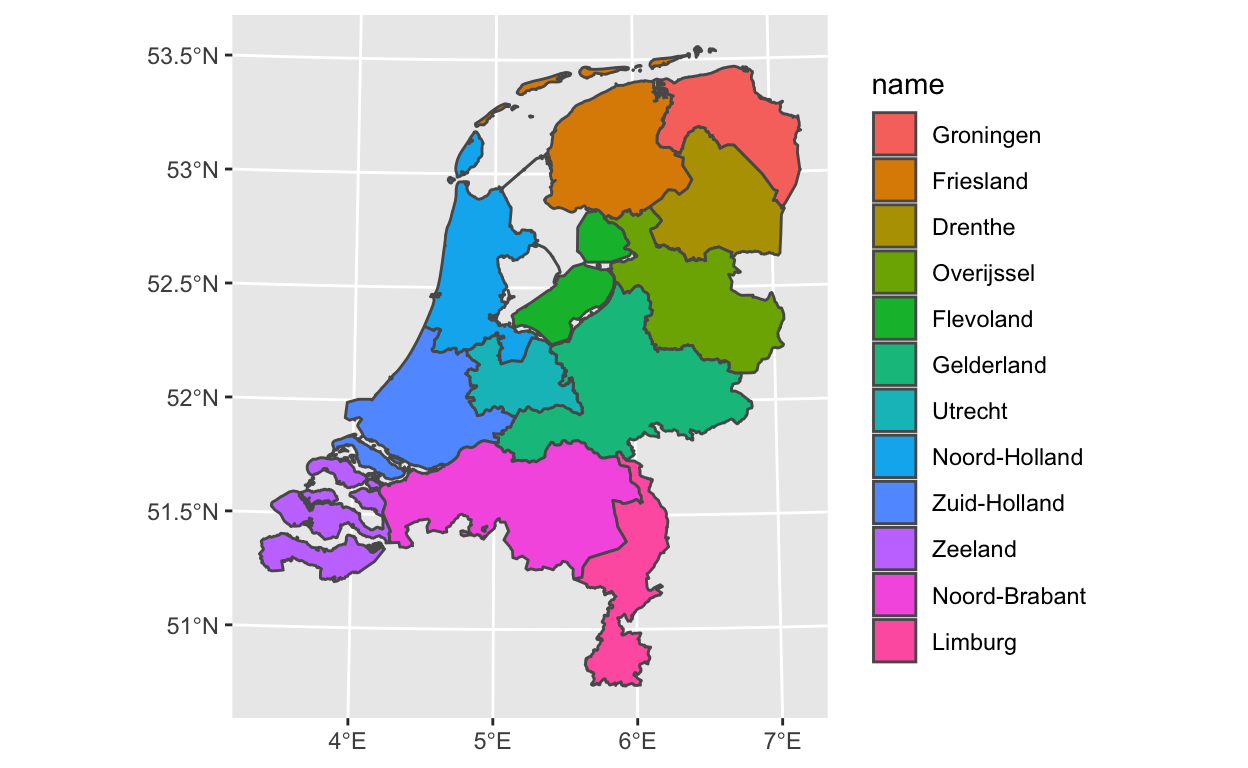 53.5°N
53°N
52.5°N
52°N
51.5°N
51°N
4°E
5°E
6°E
7°E
name
Groningen
Friesland
Drenthe
Overijssel
Flevoland
Gelderland
Utrecht
Noord-Holland
Zuid-Holland
Zeeland
Noord-Brabant
Limburg